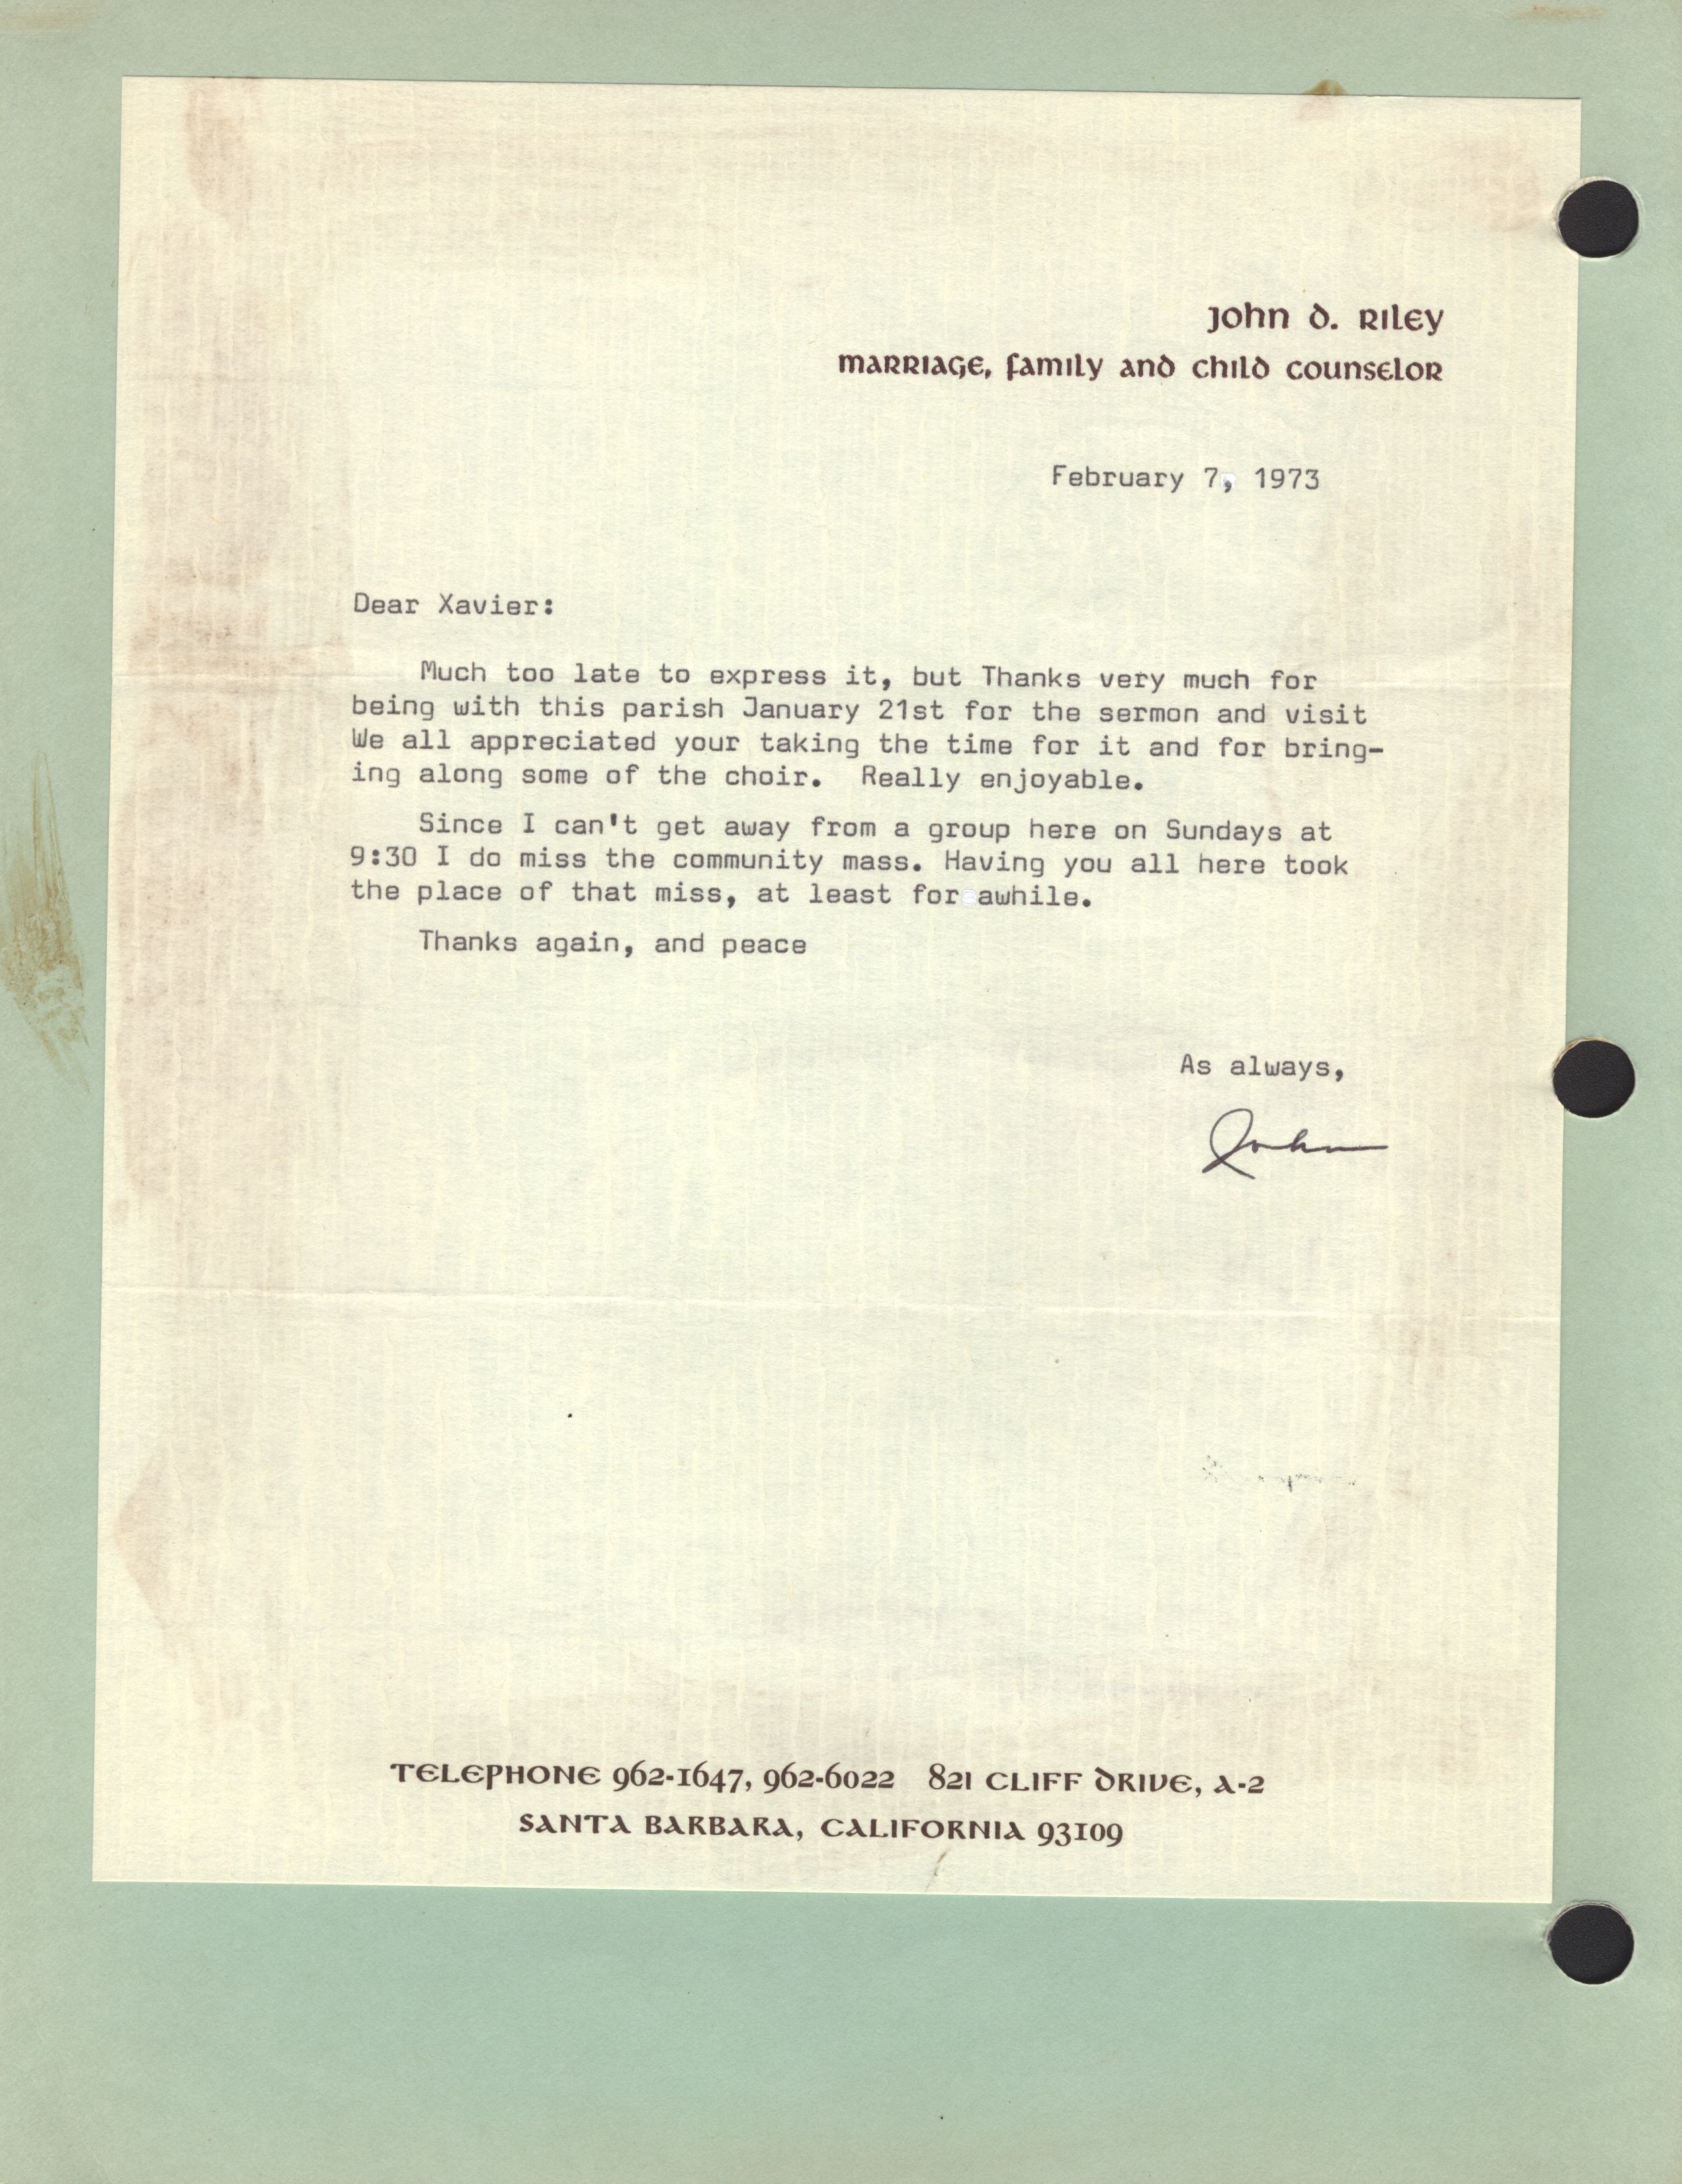 John D. Riley
Marriage, Family and Child Counselor
February 7, 1973
Dear Xavier:
Much too late to express it, but Thanks very much for
being with this parish January 21st for the sermon and visit
We all appreciated your taking the time for it and for bring-
ing along some of the choir.  Really enjoyable.
Since I can't get away from a group here on Sundays at
9:30 I do miss the community mass. Having you all here took
the place of that miss, at least for awhile.
Thanks again, and peace
As always,
John
TELEPHONE 962-1647, 962-6022   821 CLIFF DRIVE, A-2
SANTA BARBARA, CALIFORNIA 93109